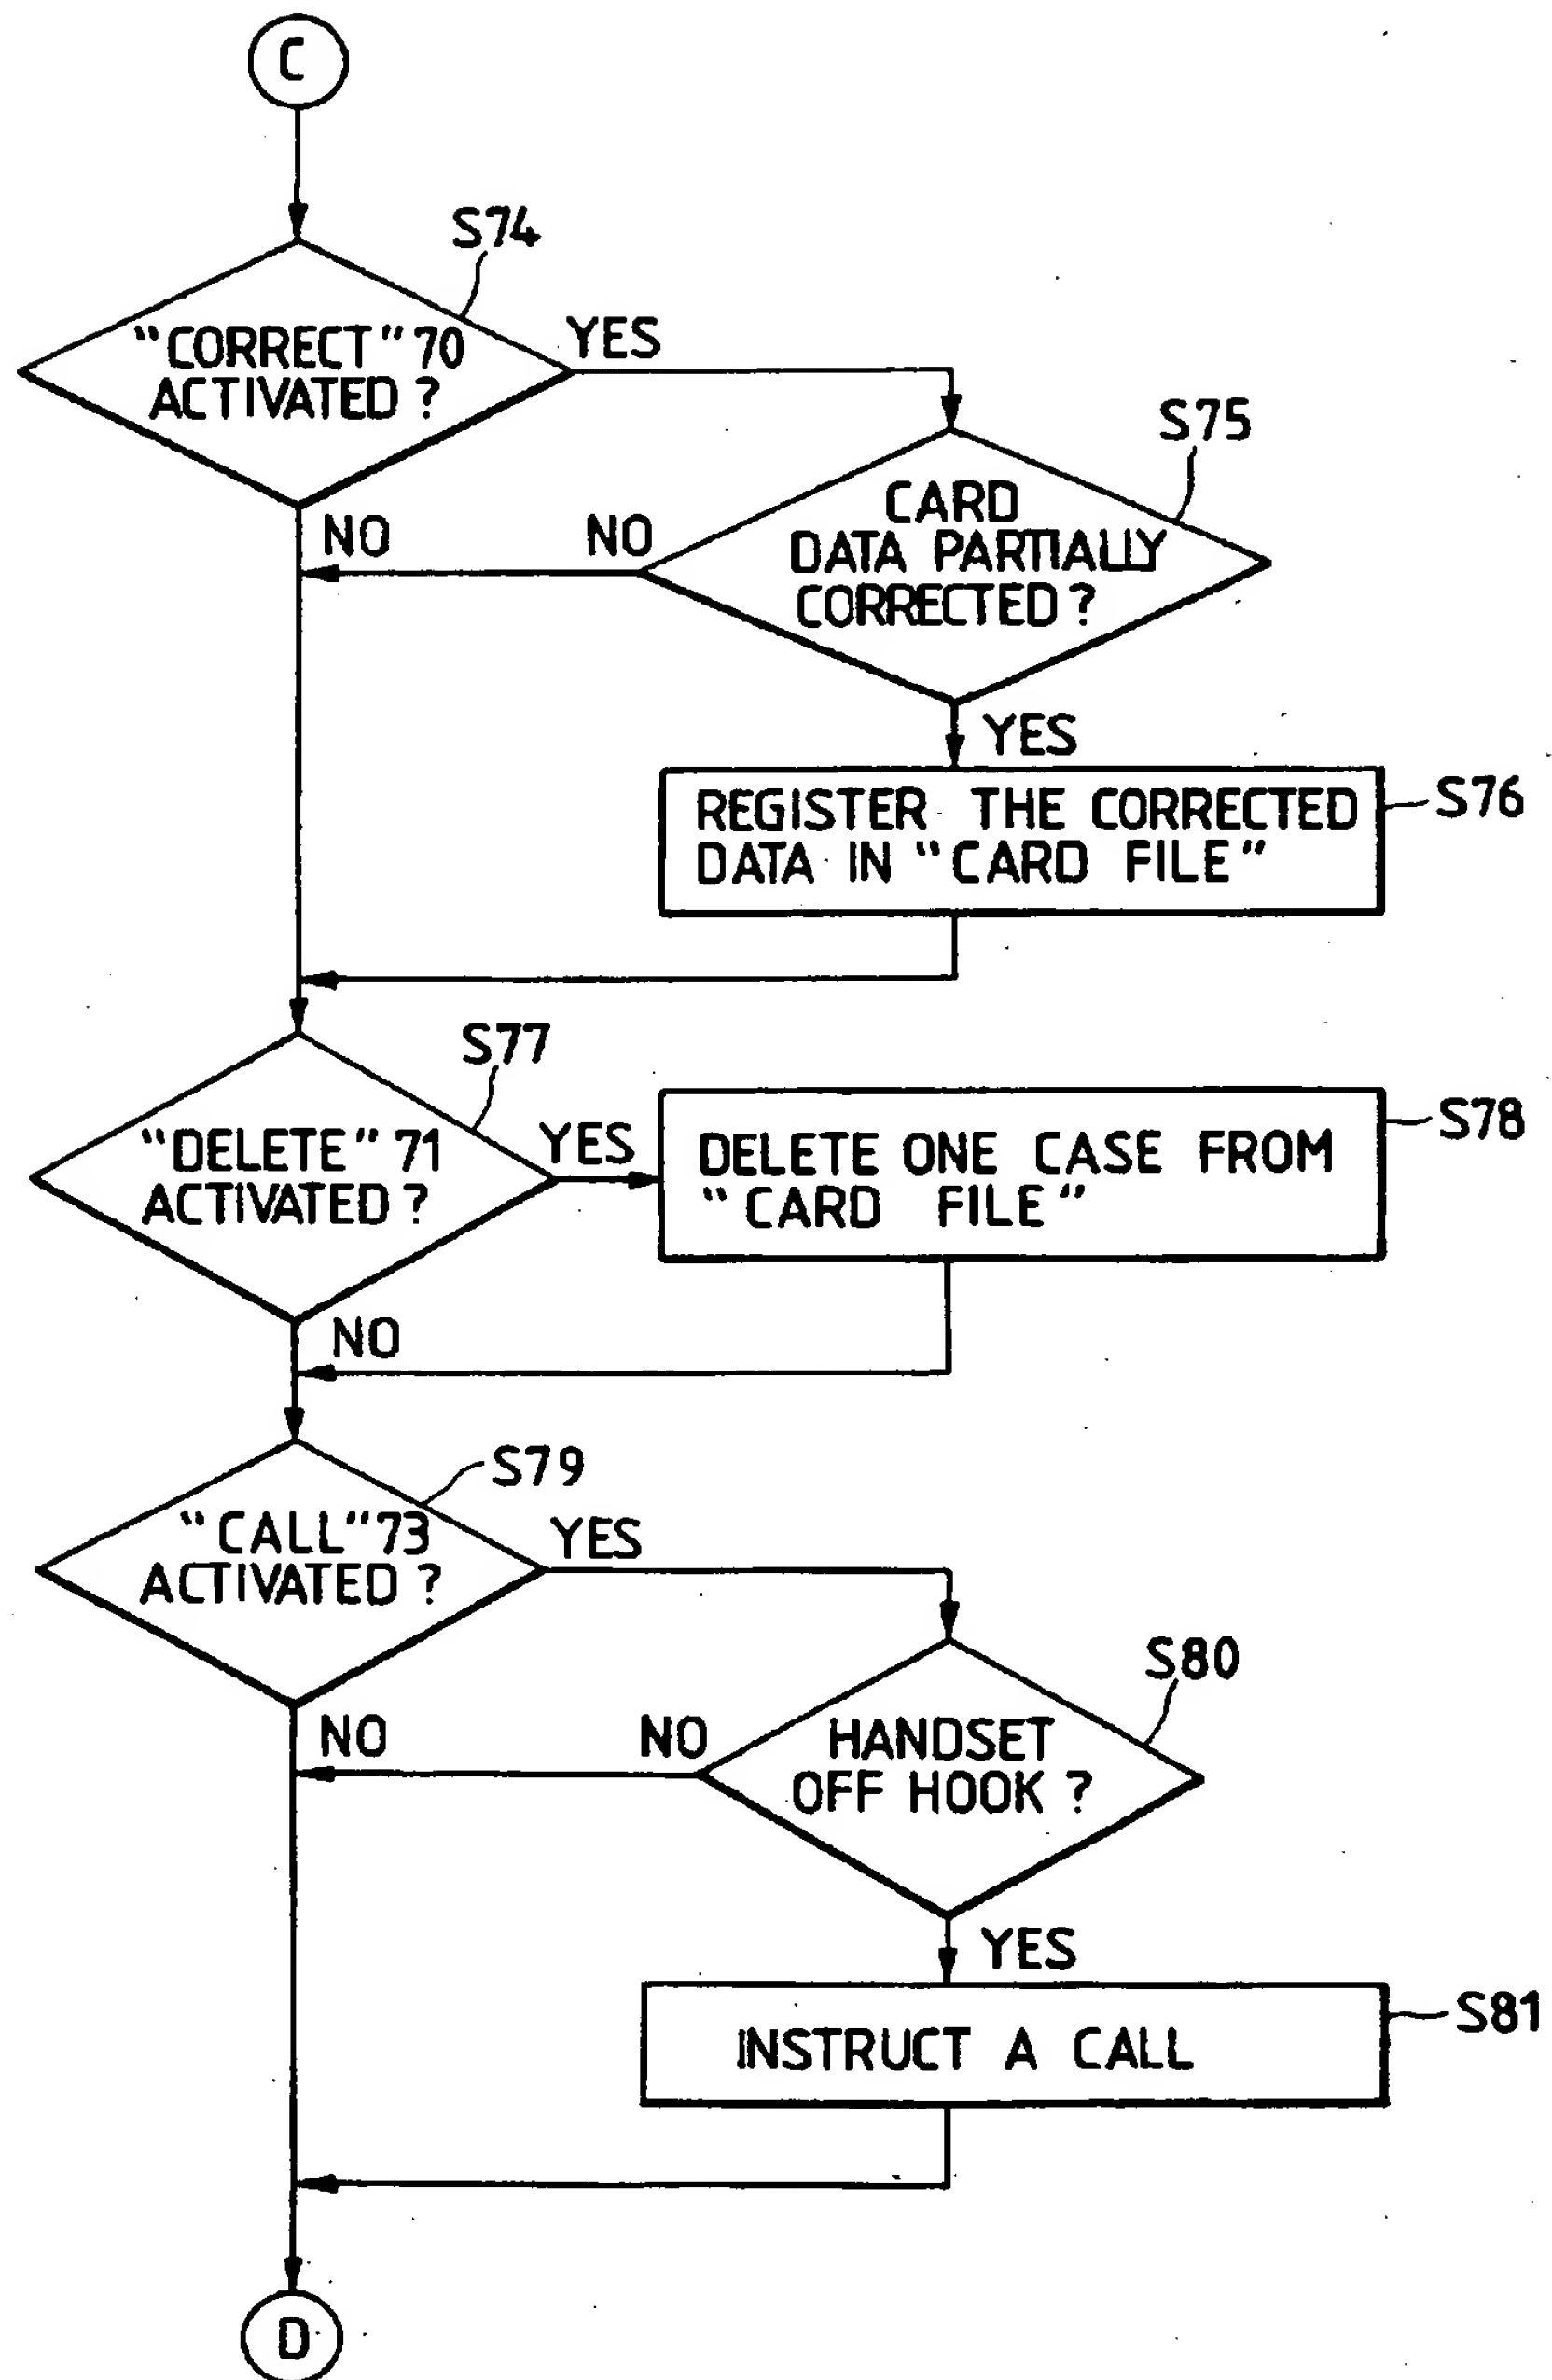 C
S74
"CORRECT" 70
ACTIVATED ?
YES
NO
S75
CARD
DATA PARTIALLY
CORRECTED ?
NO
YES
REGISTER THE CORRECTED
DATA IN "CARD FILE"
S76
S77
"DELETE" 71
ACTIVATED ?
YES
NO
DELETE ONE CASE FROM
"CARD FILE"
S78
S79
"CALL" 73
ACTIVATED ?
YES
NO
S80
HANDSET
OFF HOOK ?
NO
YES
INSTRUCT A CALL
S81
D